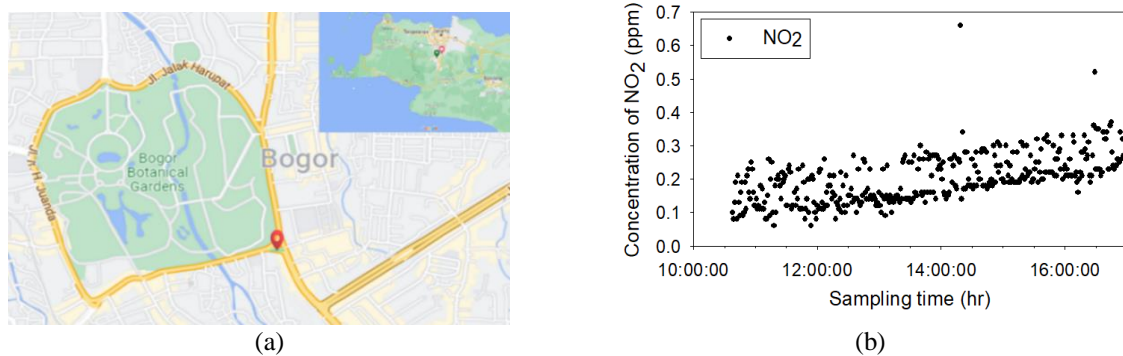 Jl. Jalak Harupat
Jl. Ir. H. Juanda
Bogor
Botanical
Gardens
Bogor
(a)
Concentration of NO2 (ppm)
0.7
0.6
0.5
0.4
0.3
0.2
0.1
0.0
NO2
10:00:00
12:00:00
14:00:00
16:00:00
Sampling time (hr)
(b)